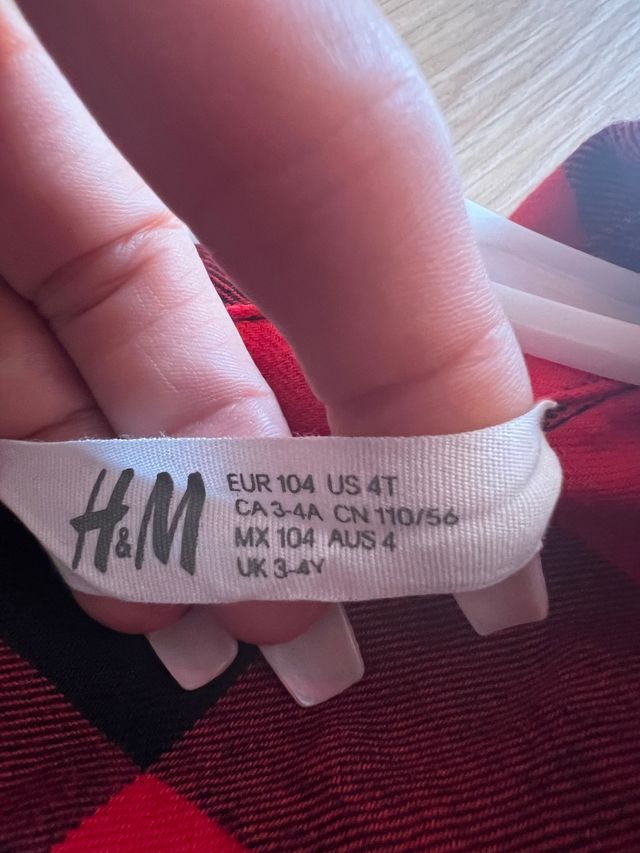 H&M
EUR 104 US 4T
CA 3-4A CN 110/56
MX 104 AUS 4
UK 3-4Y